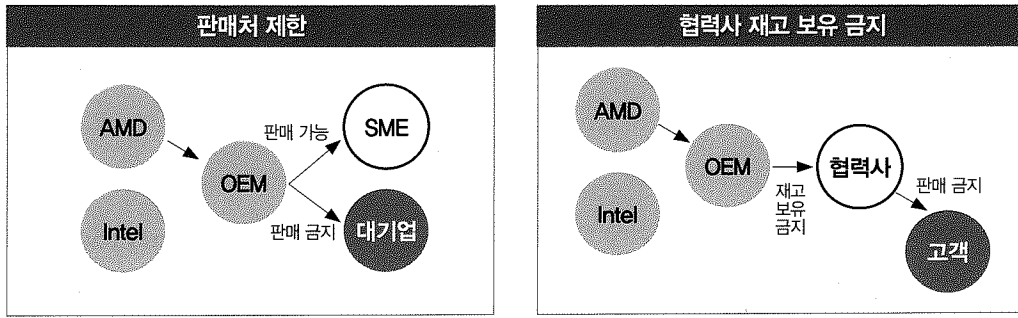 판매처 제한
AMD
Intel
OEM
판매 가능
판매 금지
SME
대기업
협력사 재고 보유 금지
AMD
Intel
OEM
재고
보유
금지
협력사
판매 금지
고객